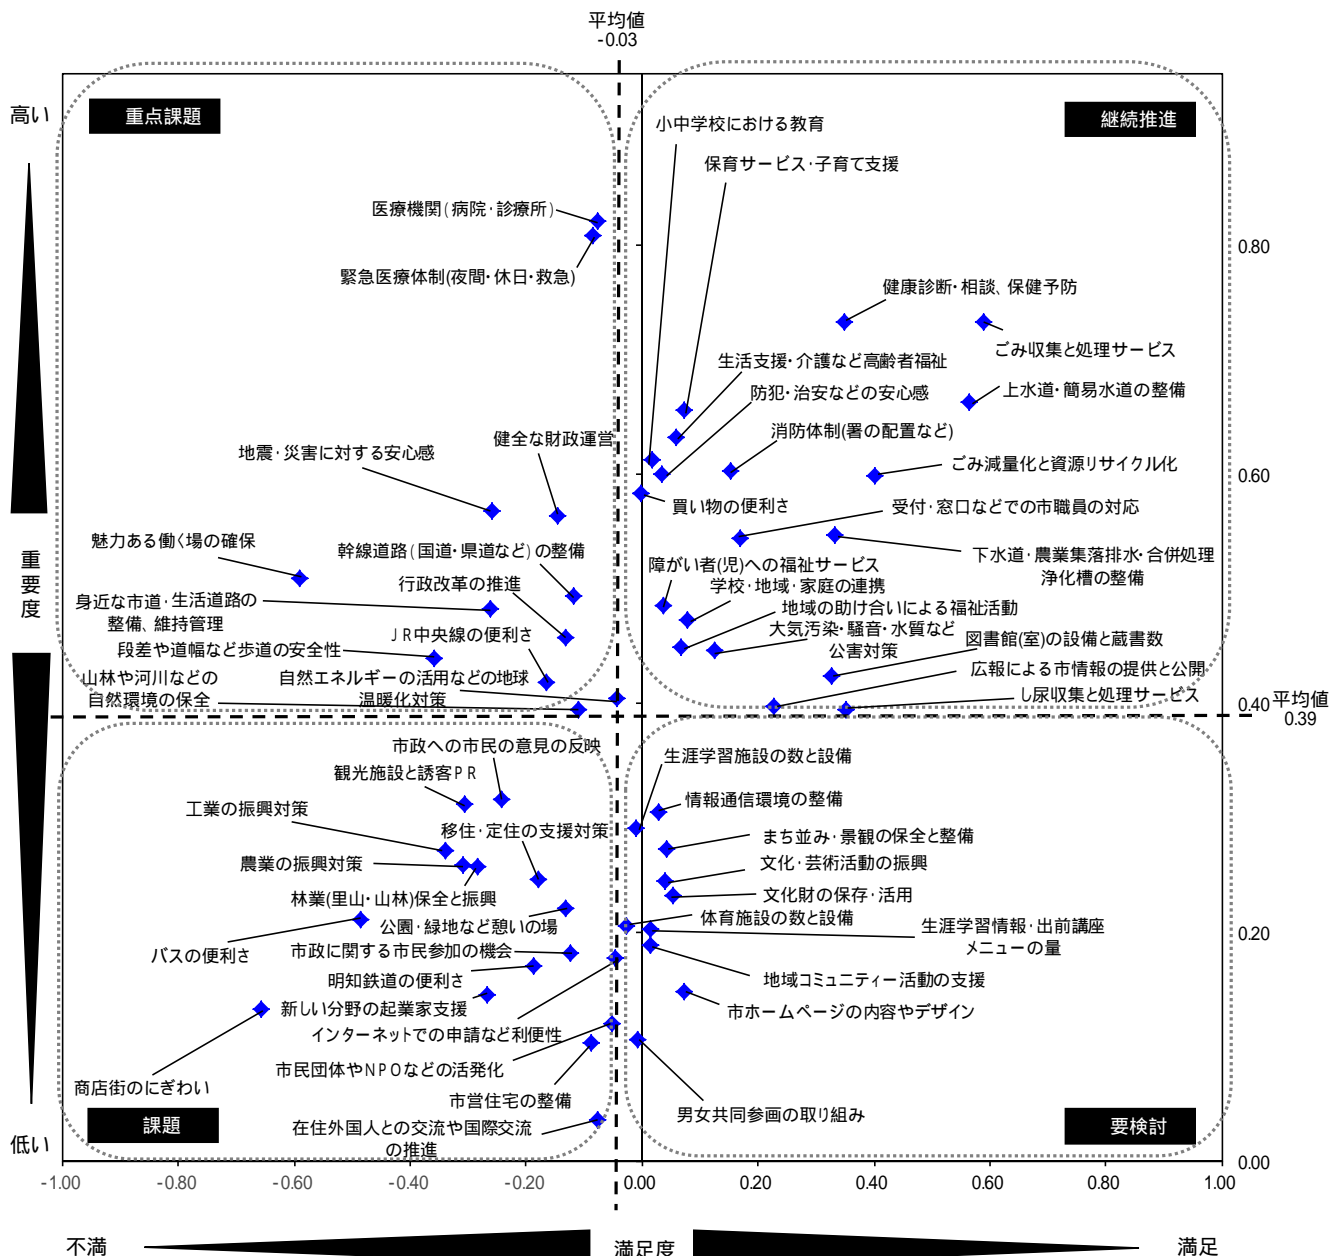 平均値
-0.03
高い
重点課題
継続推進
小中学校における教育
保育サービス・子育て支援
医療機関(病院・診療所)
緊急医療体制(夜間・休日・救急)
0.80
健康診断・相談、保健予防
ごみ収集と処理サービス
生活支援・介護など高齢者福祉
上水道・簡易水道の整備
防犯・治安などの安心感
消防体制(署の配置など)
健全な財政運営
地震・災害に対する安心感
ごみ減量化と資源リサイクル化
0.60
買い物の便利さ
受付・窓口などでの市職員の対応
魅力ある働く場の確保
幹線道路(国道・県道など)の整備
下水道・農業集落排水・合併処理
浄化槽の整備
重要度
障がい者(児)への福祉サービス
行政改革の推進
学校・地域・家庭の連携
身近な市道・生活道路の
整備、維持管理
地域の助け合いによる福祉活動
JR中央線の便利さ
大気汚染・騒音・水質など
公害対策
図書館(室)の設備と蔵書数
段差や道幅など歩道の安全性
広報による市情報の提供と公開
山林や河川などの
自然環境の保全
自然エネルギーの活用などの地球
温暖化対策
し尿収集と処理サービス
0.40
平均値
0.39
市政への市民の意見の反映
生涯学習施設の数と設備
観光施設と誘客PR
情報通信環境の整備
工業の振興対策
移住・定住の支援対策
まち並み・景観の保全と整備
農業の振興対策
文化・芸術活動の振興
林業(里山・山林)保全と振興
文化財の保存・活用
公園・緑地など憩いの場
体育施設の数と設備
生涯学習情報・出前講座
メニューの量
0.20
バスの便利さ
市政に関する市民参加の機会
明知鉄道の便利さ
地域コミュニティー活動の支援
新しい分野の起業家支援
市ホームページの内容やデザイン
インターネットでの申請など利便性
市民団体やNPOなどの活発化
商店街のにぎわい
市営住宅の整備
男女共同参画の取り組み
課題
在住外国人との交流や国際交流
の推進
要検討
低い
0.00
-1.00
-0.80
-0.60
-0.40
-0.20
0.00
0.20
0.40
0.60
0.80
1.00
不満
満足度
満足